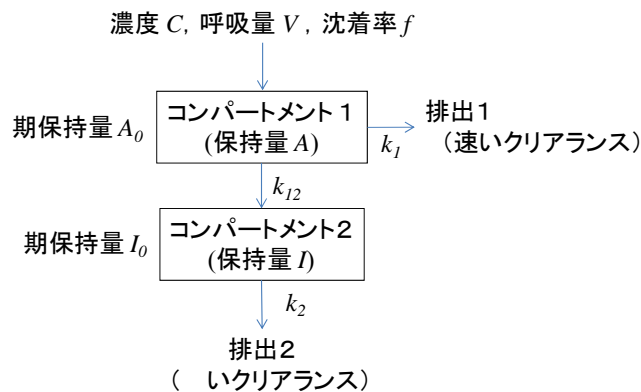 濃度 C, 呼吸量 V, 沈着率 f
期保持量 A₀
コンパートメント 1
(保持量 A)
k₁
排出1
（速いクリアランス）
k₁₂
期保持量 I₀
コンパートメント2
(保持量 I)
k₂
排出2
（　いクリアランス）